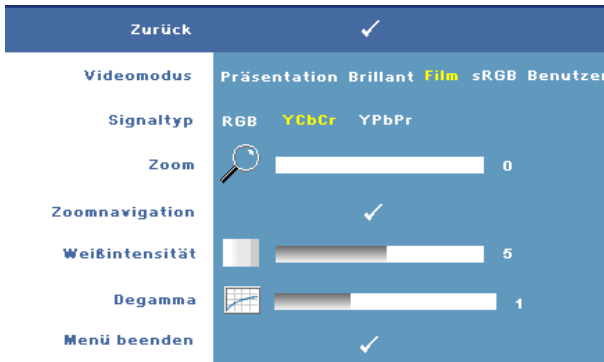 Zurück
Videomodus Präsentation Brillant Film sRGB Benutzer
Signaltyp RGB YCbCr YPbPr
Zoom 0
Zoomnavigation
Weißintensität 5
Degamma 1
Menü beenden